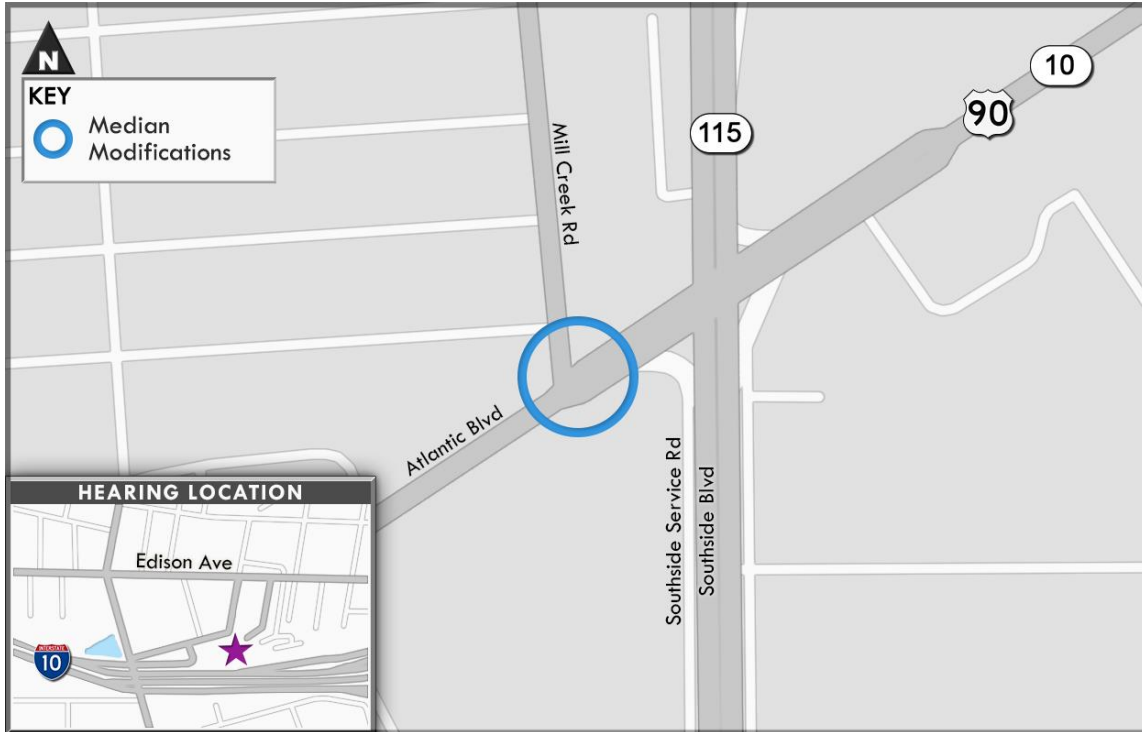 N
KEY
Median
Modifications
10
90
115
Mill Creek Rd
Atlantic Blvd
Southside Service Rd
Southside Blvd
HEARING LOCATION
Edison Ave
INTERSTATE
10